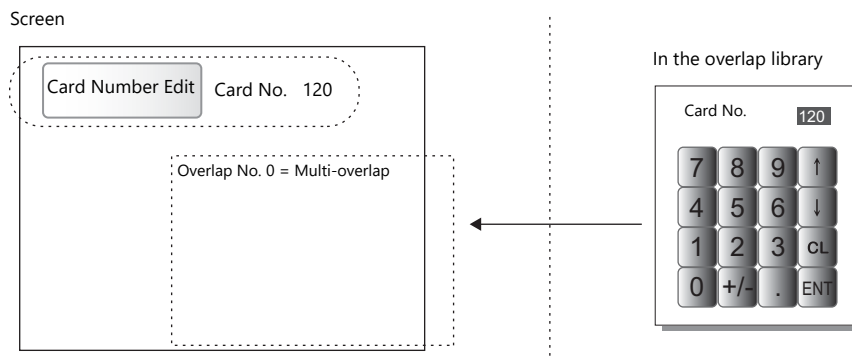 Screen
Card Number Edit Card No. 120
Overlap No. 0 = Multi-overlap
In the overlap library
Card No. 120
7 8 9 ↑
4 5 6 ↓
1 2 3 CL
0 +/- . ENT